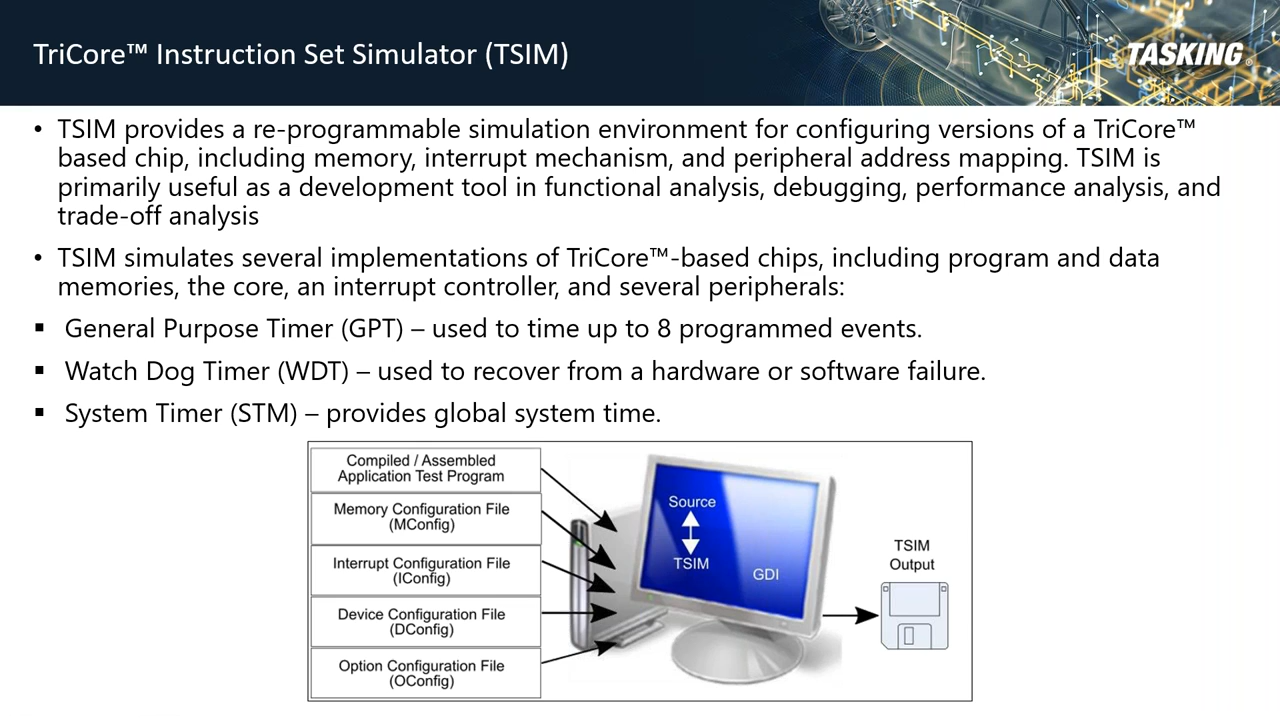 TriCore™ Instruction Set Simulator (TSIM)
TASKING®
• TSIM provides a re-programmable simulation environment for configuring versions of a TriCore™
based chip, including memory, interrupt mechanism, and peripheral address mapping. TSIM is
primarily useful as a development tool in functional analysis, debugging, performance analysis, and
trade-off analysis
• TSIM simulates several implementations of TriCore™-based chips, including program and data
memories, the core, an interrupt controller, and several peripherals:
▪ General Purpose Timer (GPT) – used to time up to 8 programmed events.
▪ Watch Dog Timer (WDT) – used to recover from a hardware or software failure.
▪ System Timer (STM) – provides global system time.
Compiled / Assembled
Application Test Program
Memory Configuration File
(MConfig)
Interrupt Configuration File
(IConfig)
Device Configuration File
(DConfig)
Option Configuration File
(OConfig)
Source
TSIM
GDI
TSIM
Output